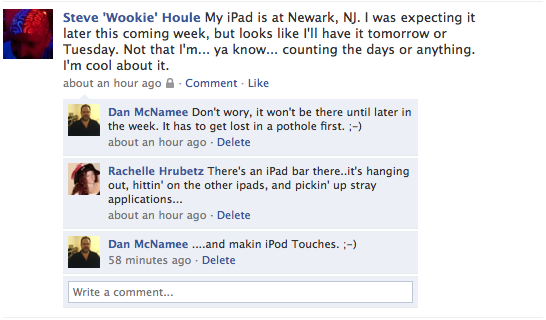 Steve 'Wookie' Houle My iPad is at Newark, NJ. I was expecting it
later this coming week, but looks like I'll have it tomorrow or
Tuesday. Not that I'm... ya know... counting the days or anything.
I'm cool about it.
about an hour ago · Comment · Like
Dan McNamee Don't wory, it won't be there until later in
the week. It has to get lost in a pothole first. ;-)
about an hour ago · Delete
Rachelle Hrubetz There's an iPad bar there..it's hanging
out, hittin' on the other ipads, and pickin' up stray
applications...
about an hour ago · Delete
Dan McNamee ....and makin iPod Touches. ;-)
58 minutes ago · Delete
Write a comment...